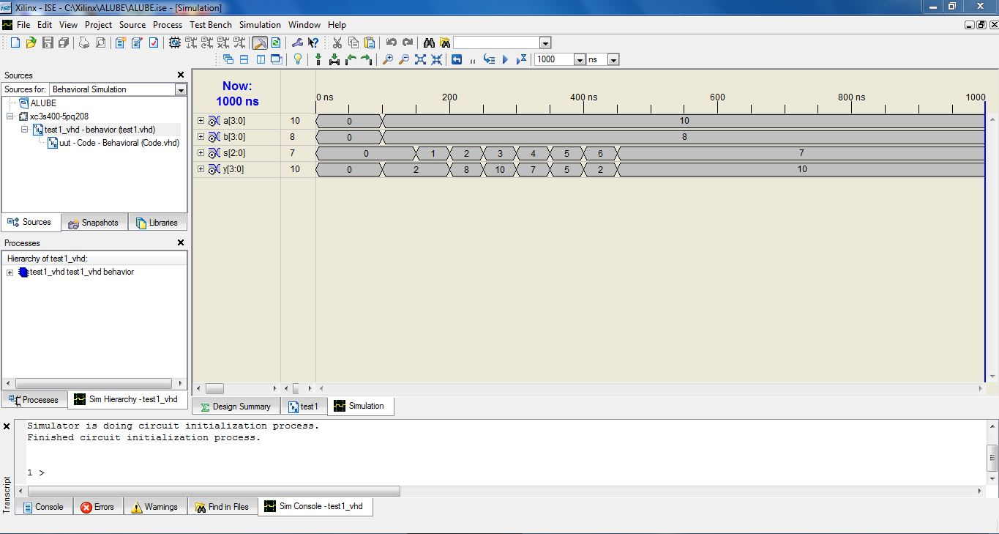 Xilinx - ISE - C:\Xilinx\ALUBE\ALUBE.ise - [Simulation]
File Edit View Project Source Process Test Bench Simulation Window Help
1000 ns
Sources
Sources for: Behavioral Simulation
ALUBE
xc3s400-5pq208
test1_vhd - behavior (test1.vhd)
uut - Code - Behavioral (Code.vhd)
Sources Snapshots Libraries
Processes
Hierarchy of test1_vhd:
test1_vhd test1_vhd behavior
Processes Sim Hierarchy - test1_vhd
Now:
1000 ns
0 ns 200 400 ns 600 800 ns 1000
a[3:0] 10 0 10
b[3:0] 8 0 8
s[2:0] 7 0 1 2 3 4 5 6 7
y[3:0] 10 0 2 8 10 7 5 2 10
Design Summary test1 Simulation
Simulator is doing circuit initialization process.
Finished circuit initialization process.
1 >
Transcript
Console Errors Warnings Find in Files Sim Console - test1_vhd